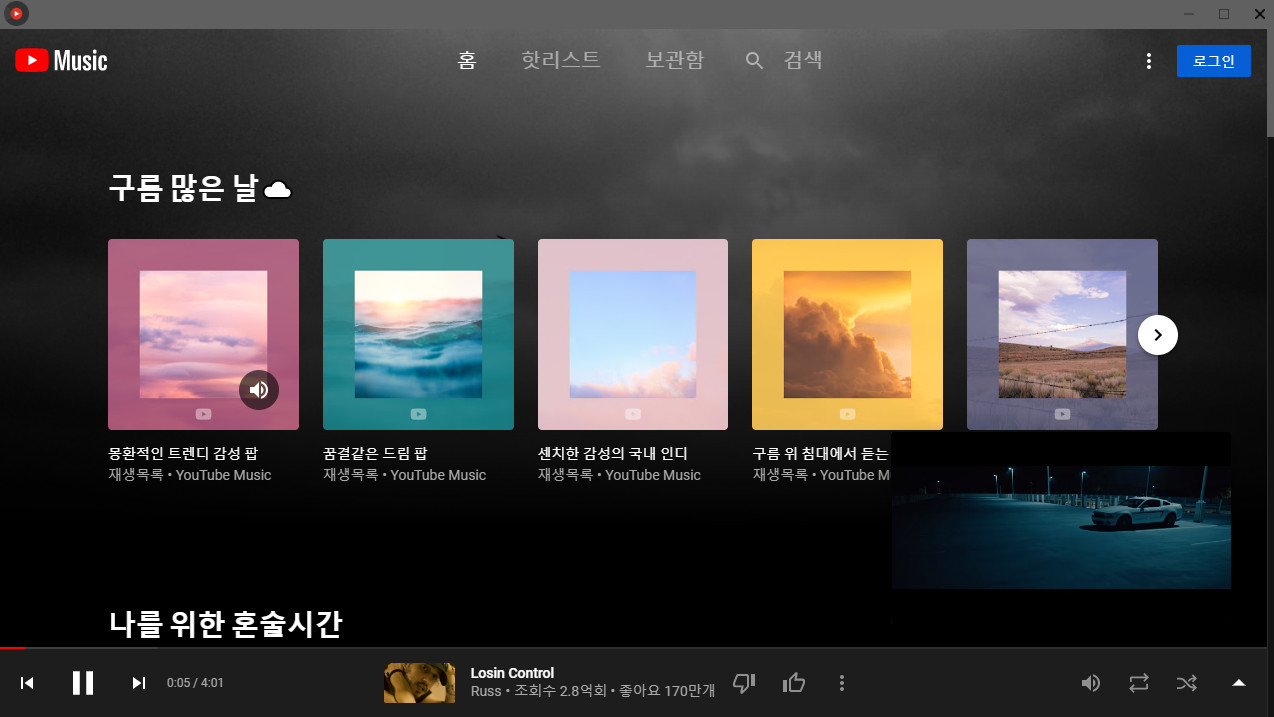 Music
홈 핫리스트 보관함 검색
로그인
구름 많은 날
몽환적인 트렌디 감성 팝
재생목록 • YouTube Music
꿈결같은 드림 팝
재생목록 • YouTube Music
센치한 감성의 국내 인디
재생목록 • YouTube Music
구름 위 침대에서 듣는
재생목록 • YouTube M
나를 위한 혼술시간
0:05 / 4:01
Losin Control
Russ • 조회수 2.8억회 • 좋아요 170만개